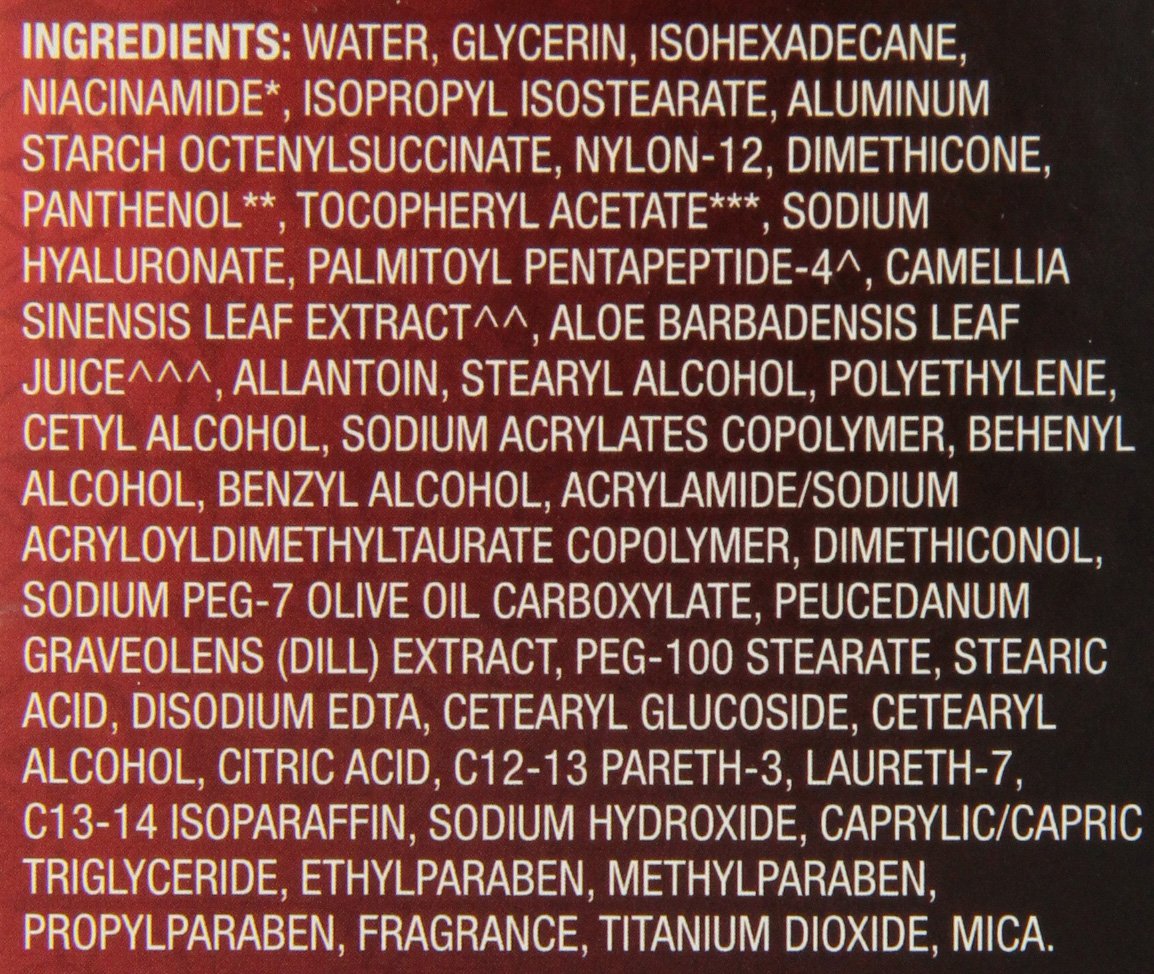 INGREDIENTS: WATER, GLYCERIN, ISOHEXADECANE,
NIACINAMIDE*, ISOPROPYL ISOSTEARATE, ALUMINUM
STARCH OCTENYLSUCCINATE, NYLON-12, DIMETHICONE,
PANTHENOL**, TOCOPHERYL ACETATE***, SODIUM
HYALURONATE, PALMITOYL PENTAPEPTIDE-4^, CAMELLIA
SINENSIS LEAF EXTRACT^^, ALOE BARBADENSIS LEAF
JUICE^^^, ALLANTOIN, STEARYL ALCOHOL, POLYETHYLENE,
CETYL ALCOHOL, SODIUM ACRYLATES COPOLYMER, BEHENYL
ALCOHOL, BENZYL ALCOHOL, ACRYLAMIDE/SODIUM
ACRYLOYLDIMETHYLTAURATE COPOLYMER, DIMETHICONOL,
SODIUM PEG-7 OLIVE OIL CARBOXYLATE, PEUCEDANUM
GRAVEOLENS (DILL) EXTRACT, PEG-100 STEARATE, STEARIC
ACID, DISODIUM EDTA, CETEARYL GLUCOSIDE, CETEARYL
ALCOHOL, CITRIC ACID, C12-13 PARETH-3, LAURETH-7,
C13-14 ISOPARAFFIN, SODIUM HYDROXIDE, CAPRYLIC/CAPRIC
TRIGLYCERIDE, ETHYLPARABEN, METHYLPARABEN,
PROPYLPARABEN, FRAGRANCE, TITANIUM DIOXIDE, MICA.